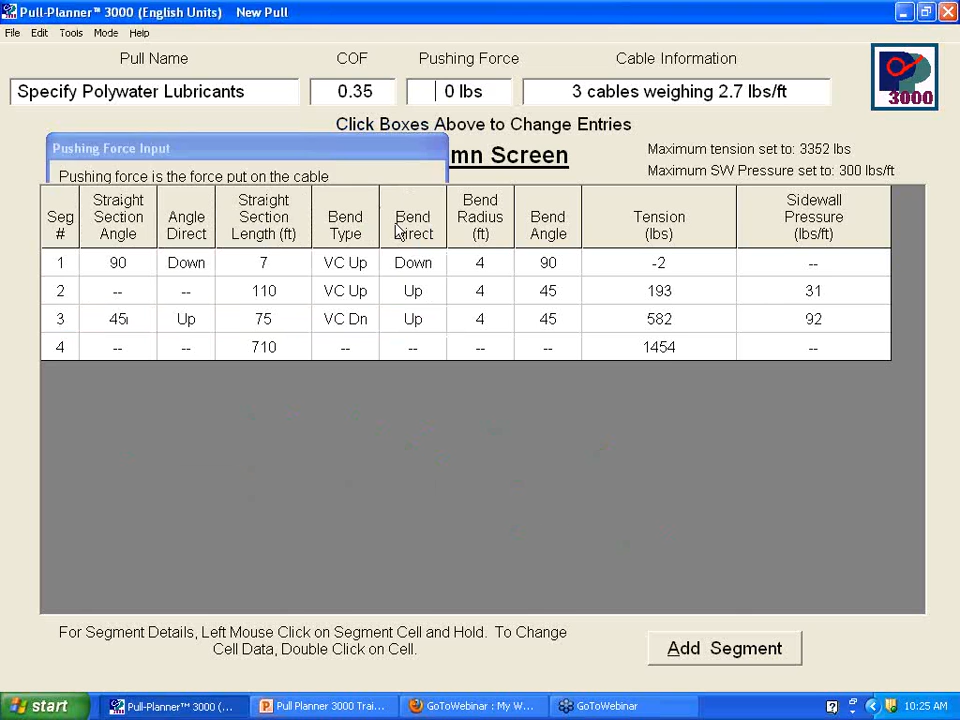 Pull-Planner™ 3000 (English Units)    New Pull
File  Edit  Tools  Mode  Help
Pull Name  COF  Pushing Force  Cable Information
Specify Polywater Lubricants  0.35  0 lbs  3 cables weighing 2.7 lbs/ft
3000
Click Boxes Above to Change Entries
Pushing Force Input
mn Screen
Maximum tension set to: 3352 lbs
Maximum SW Pressure set to: 300 lbs/ft
Pushing force is the force put on the cable
Seg # Straight Section Angle Angle Direct Straight Section Length (ft) Bend Type Bend Direct Bend Radius (ft) Bend Angle Tension (lbs) Sidewall Pressure (lbs/ft)
1 90 Down 7 VC Up Down 4 90 -2 --
2 -- -- 110 VC Up Up 4 45 193 31
3 45 Up 75 VC Dn Up 4 45 582 92
4 -- -- 710 -- -- -- -- 1454 --
For Segment Details, Left Mouse Click on Segment Cell and Hold.  To Change
Cell Data, Double Click on Cell.
Add Segment
start  Pull-Planner™ 3000 (...  Pull Planner 3000 Trai...  GoToWebinar : My W...  GoToWebinar  10:25 AM